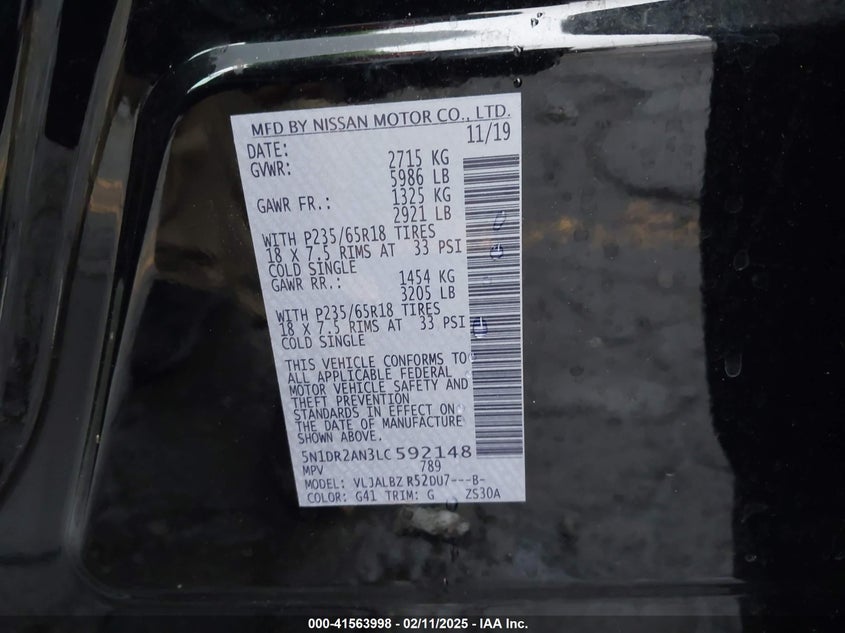 MFD BY NISSAN MOTOR CO., LTD.
DATE: 11/19
GVWR: 2715 KG
5986 LB
GAWR FR.: 1325 KG
2921 LB
WITH P235/65R18 TIRES
18 X 7.5 RIMS AT 33 PSI
COLD SINGLE
GAWR RR.: 1454 KG
3205 LB
WITH P235/65R18 TIRES
18 X 7.5 RIMS AT 33 PSI
COLD SINGLE
THIS VEHICLE CONFORMS TO
ALL APPLICABLE FEDERAL
MOTOR VEHICLE SAFETY AND
THEFT PREVENTION
STANDARDS IN EFFECT ON
THE DATE OF MANUFACTURE
SHOWN ABOVE.
5N1DR2AN3LC592148
MPV 789
MODEL: VLJALBZ R52DU7---B-
COLOR: G41 TRIM: G ZS30A
000-41563998 - 02/11/2025 - IAA Inc.